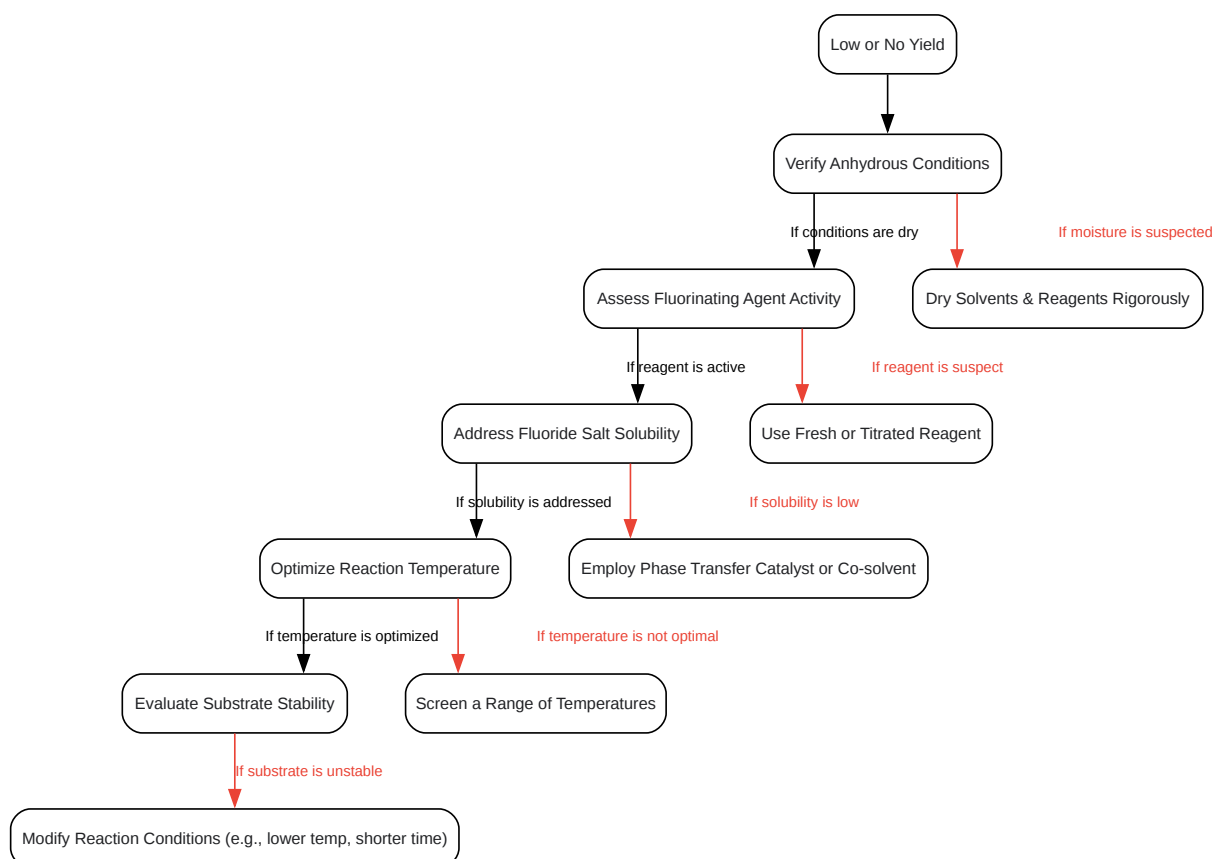 Low or No Yield
Verify Anhydrous Conditions
If conditions are dry
If moisture is suspected
Assess Fluorinating Agent Activity
Dry Solvents & Reagents Rigorously
If reagent is active
If reagent is suspect
Address Fluoride Salt Solubility
Use Fresh or Titrated Reagent
If solubility is addressed
If solubility is low
Optimize Reaction Temperature
Employ Phase Transfer Catalyst or Co-solvent
If temperature is optimized
If temperature is not optimal
Evaluate Substrate Stability
Screen a Range of Temperatures
If substrate is unstable
Modify Reaction Conditions (e.g., lower temp, shorter time)